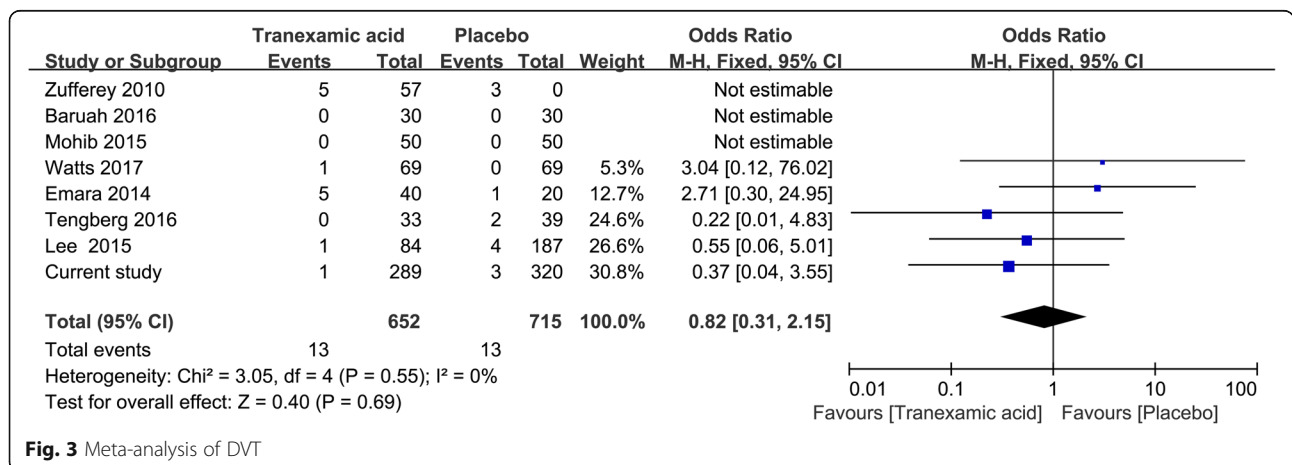 Tranexamic acid Placebo Odds Ratio Odds Ratio
Study or Subgroup Events Total Events Total Weight M-H, Fixed, 95% CI M-H, Fixed, 95% CI
Zufferey 2010 5 57 3 0 Not estimable
Baruah 2016 0 30 0 30 Not estimable
Mohib 2015 0 50 0 50 Not estimable
Watts 2017 1 69 0 69 5.3% 3.04 [0.12, 76.02]
Emara 2014 5 40 1 20 12.7% 2.71 [0.30, 24.95]
Tengberg 2016 0 33 2 39 24.6% 0.22 [0.01, 4.83]
Lee 2015 1 84 4 187 26.6% 0.55 [0.06, 5.01]
Current study 1 289 3 320 30.8% 0.37 [0.04, 3.55]
Total (95% CI) 652 715 100.0% 0.82 [0.31, 2.15]
Total events 13 13
Heterogeneity: Chi² = 3.05, df = 4 (P = 0.55); I² = 0%
Test for overall effect: Z = 0.40 (P = 0.69)
0.01 0.1 1 10 100
Favours [Tranexamic acid] Favours [Placebo]
Fig. 3 Meta-analysis of DVT